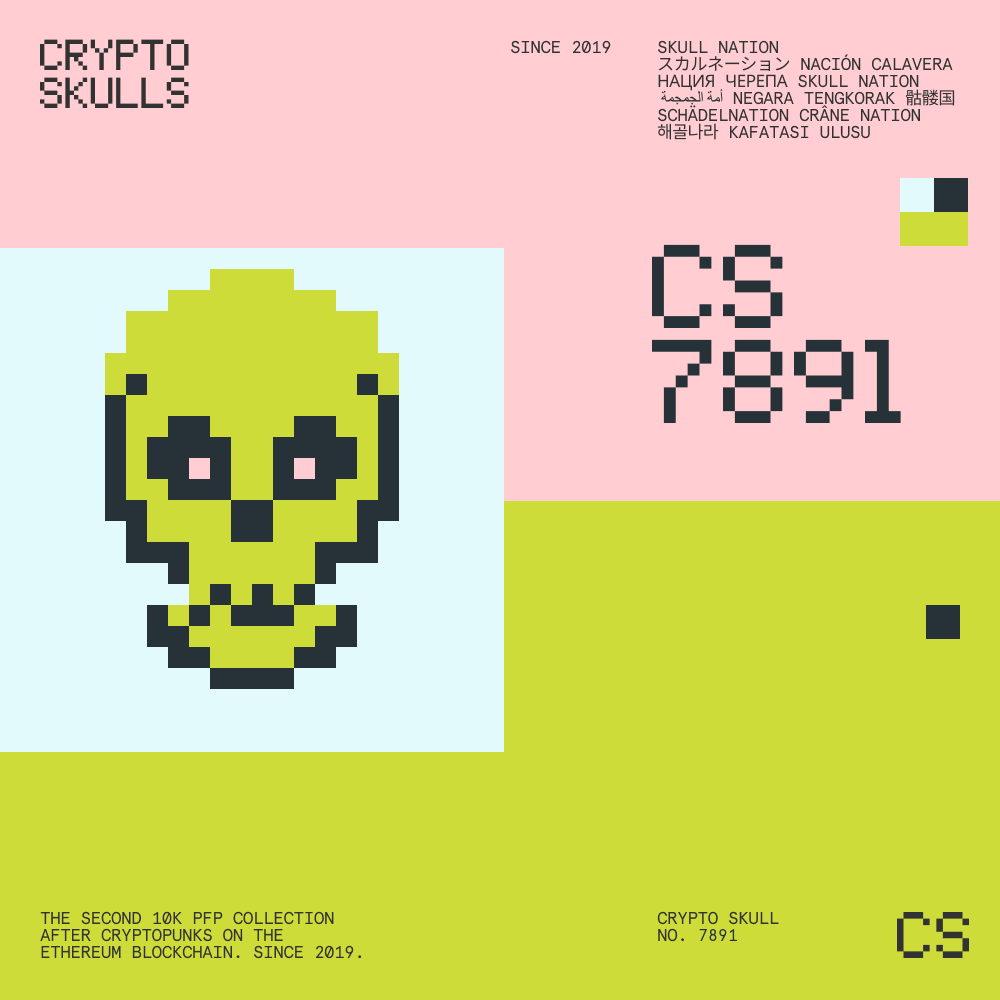 CRYPTO
SKULLS
SINCE 2019
SKULL NATION
スカルネーション NACIÓN CALAVERA
НАЦИЯ ЧЕРЕПА SKULL NATION
أمة الجمجمة NEGARA TENGKORAK 骷髅国
SCHÄDELNATION CRÂNE NATION
해골나라 KAFATASI ULUSU
CS
7891
THE SECOND 10K PFP COLLECTION
AFTER CRYPTOPUNKS ON THE
ETHEREUM BLOCKCHAIN. SINCE 2019.
CRYPTO SKULL
NO. 7891
CS